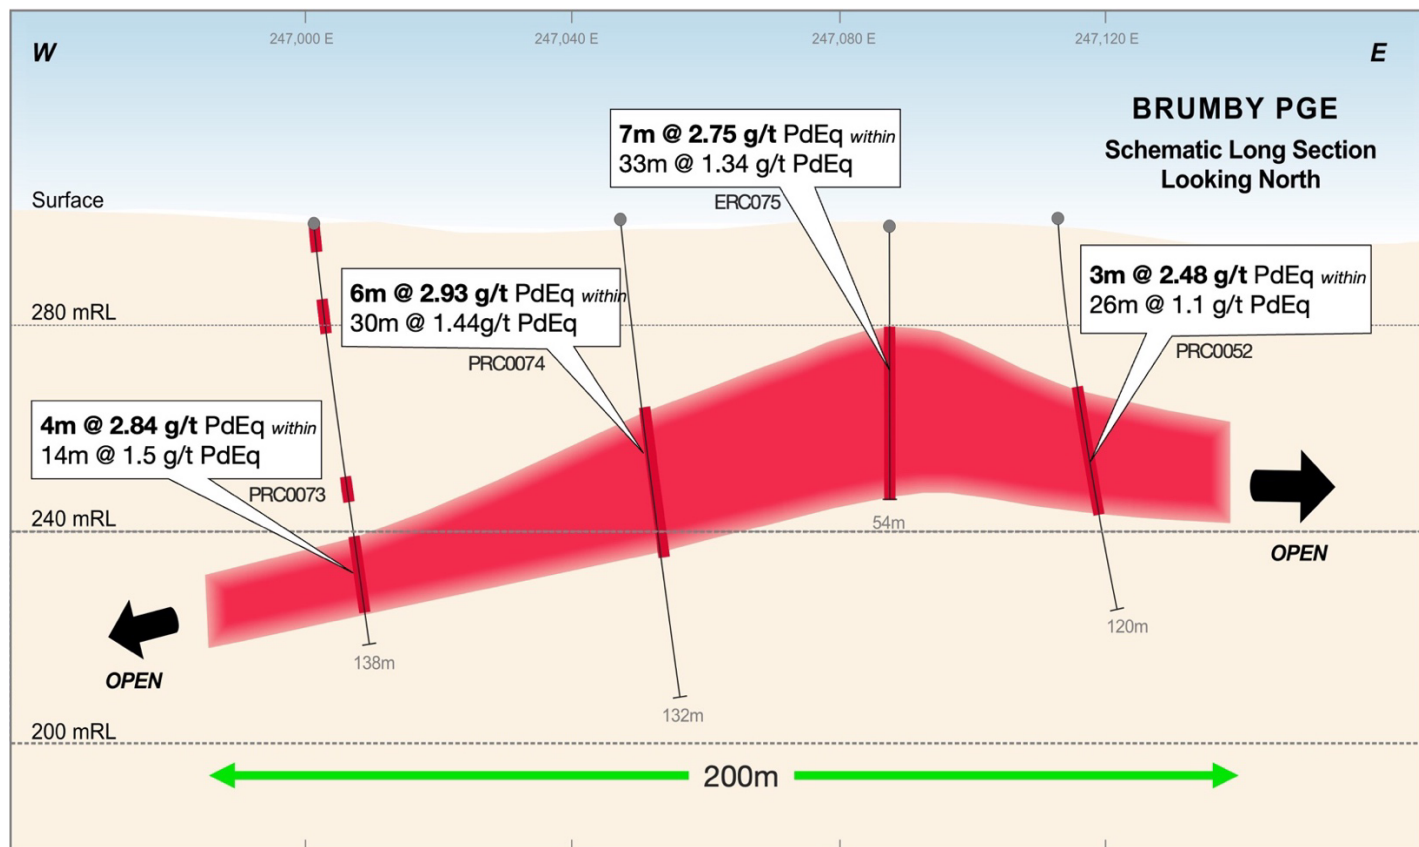 247,000 E
247,040 E
247,080 E
247,120 E
W
E
BRUMBY PGE
Schematic Long Section
Looking North
7m @ 2.75 g/t PdEq within
33m @ 1.34 g/t PdEq
ERC075
Surface
3m @ 2.48 g/t PdEq within
26m @ 1.1 g/t PdEq
PRC0052
6m @ 2.93 g/t PdEq within
30m @ 1.44g/t PdEq
PRC0074
280 mRL
4m @ 2.84 g/t PdEq within
14m @ 1.5 g/t PdEq
PRC0073
240 mRL
54m
OPEN
120m
138m
OPEN
132m
200 mRL
200m